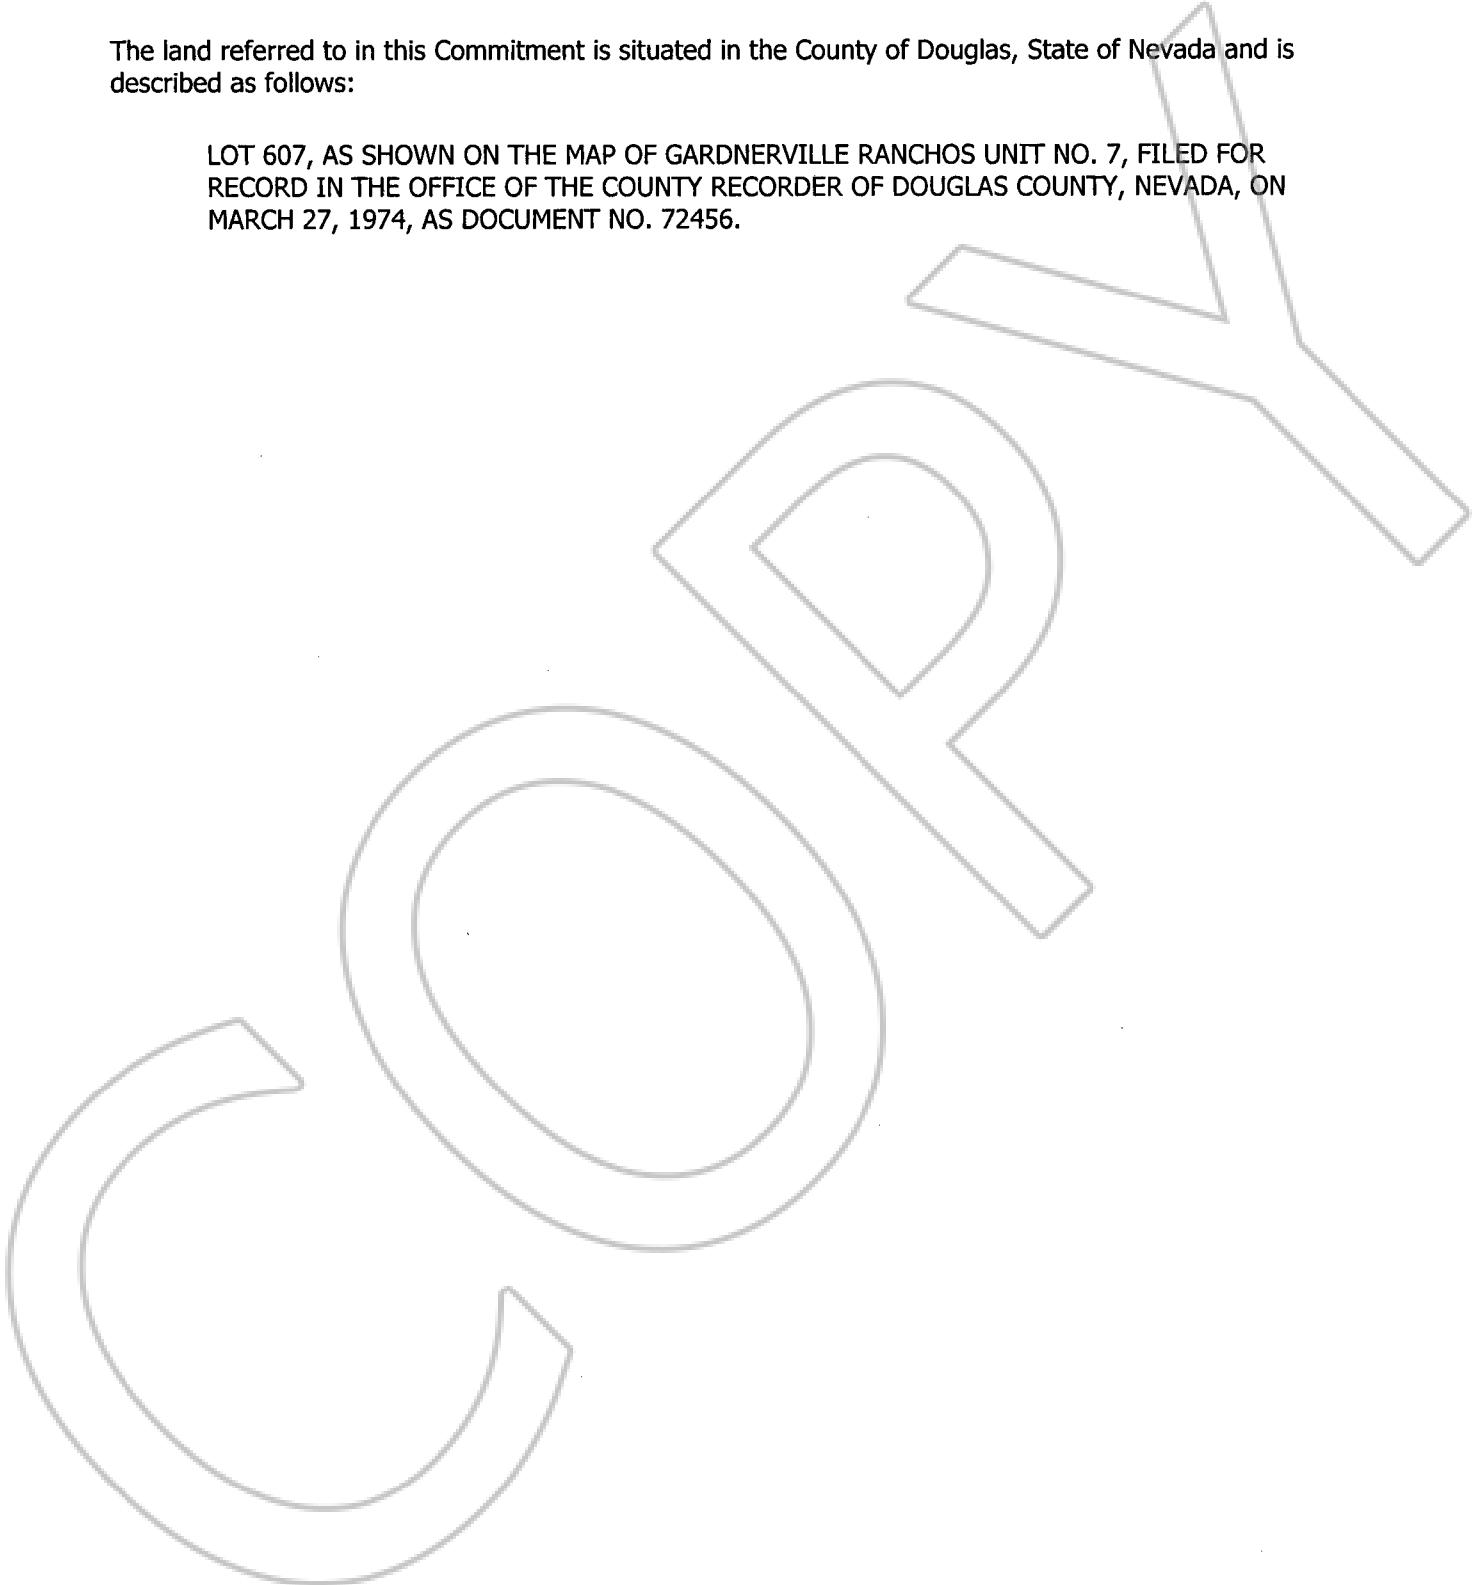 The land referred to in this Commitment is situated in the County of Douglas, State of Nevada and is
described as follows:
LOT 607, AS SHOWN ON THE MAP OF GARDNERVILLE RANCHOS UNIT NO. 7, FILED FOR
RECORD IN THE OFFICE OF THE COUNTY RECORDER OF DOUGLAS COUNTY, NEVADA, ON
MARCH 27, 1974, AS DOCUMENT NO. 72456.
COPY